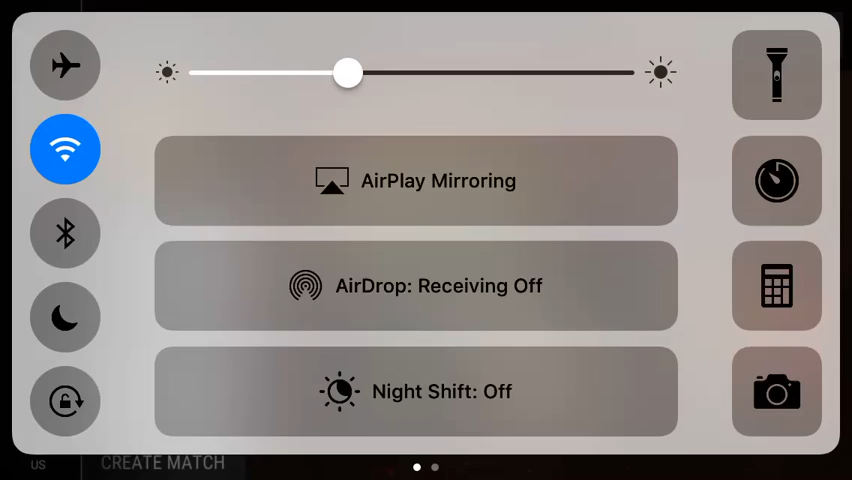 AirPlay Mirroring
AirDrop: Receiving Off
Night Shift: Off
US
CREATE MATCH